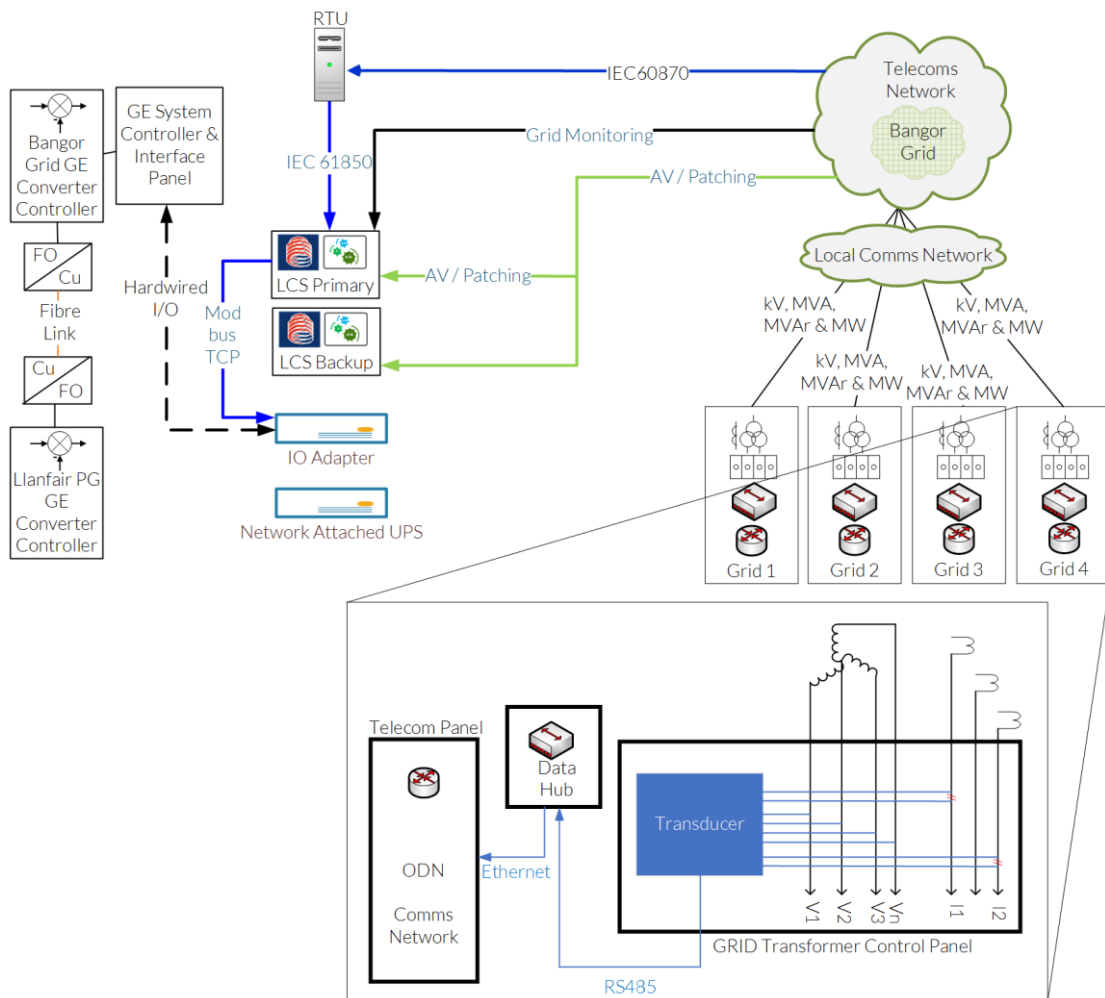 RTU
IEC60870
Telecoms
Network
Bangor
Grid
Grid Monitoring
AV / Patching
IEC 61850
Bangor
Grid GE
Converter
Controller
GE System
Controller &
Interface
Panel
FO
Cu
Fibre
Link
Cu
FO
Llanfair PG
GE
Converter
Controller
Hardwired
I/O
Mod
bus
TCP
LCS Primary
AV / Patching
LCS Backup
IO Adapter
Network Attached UPS
Local Comms Network
kV, MVA,
MVAr & MW
kV, MVA,
MVAr & MW
kV, MVA,
MVAr & MW
kV, MVA,
MVAr & MW
Grid 1
Grid 2
Grid 3
Grid 4
Telecom Panel
ODN
Comms
Network
Data
Hub
Ethernet
RS485
Transducer
V1
V2
V3
Vn
I1
I2
GRID Transformer Control Panel